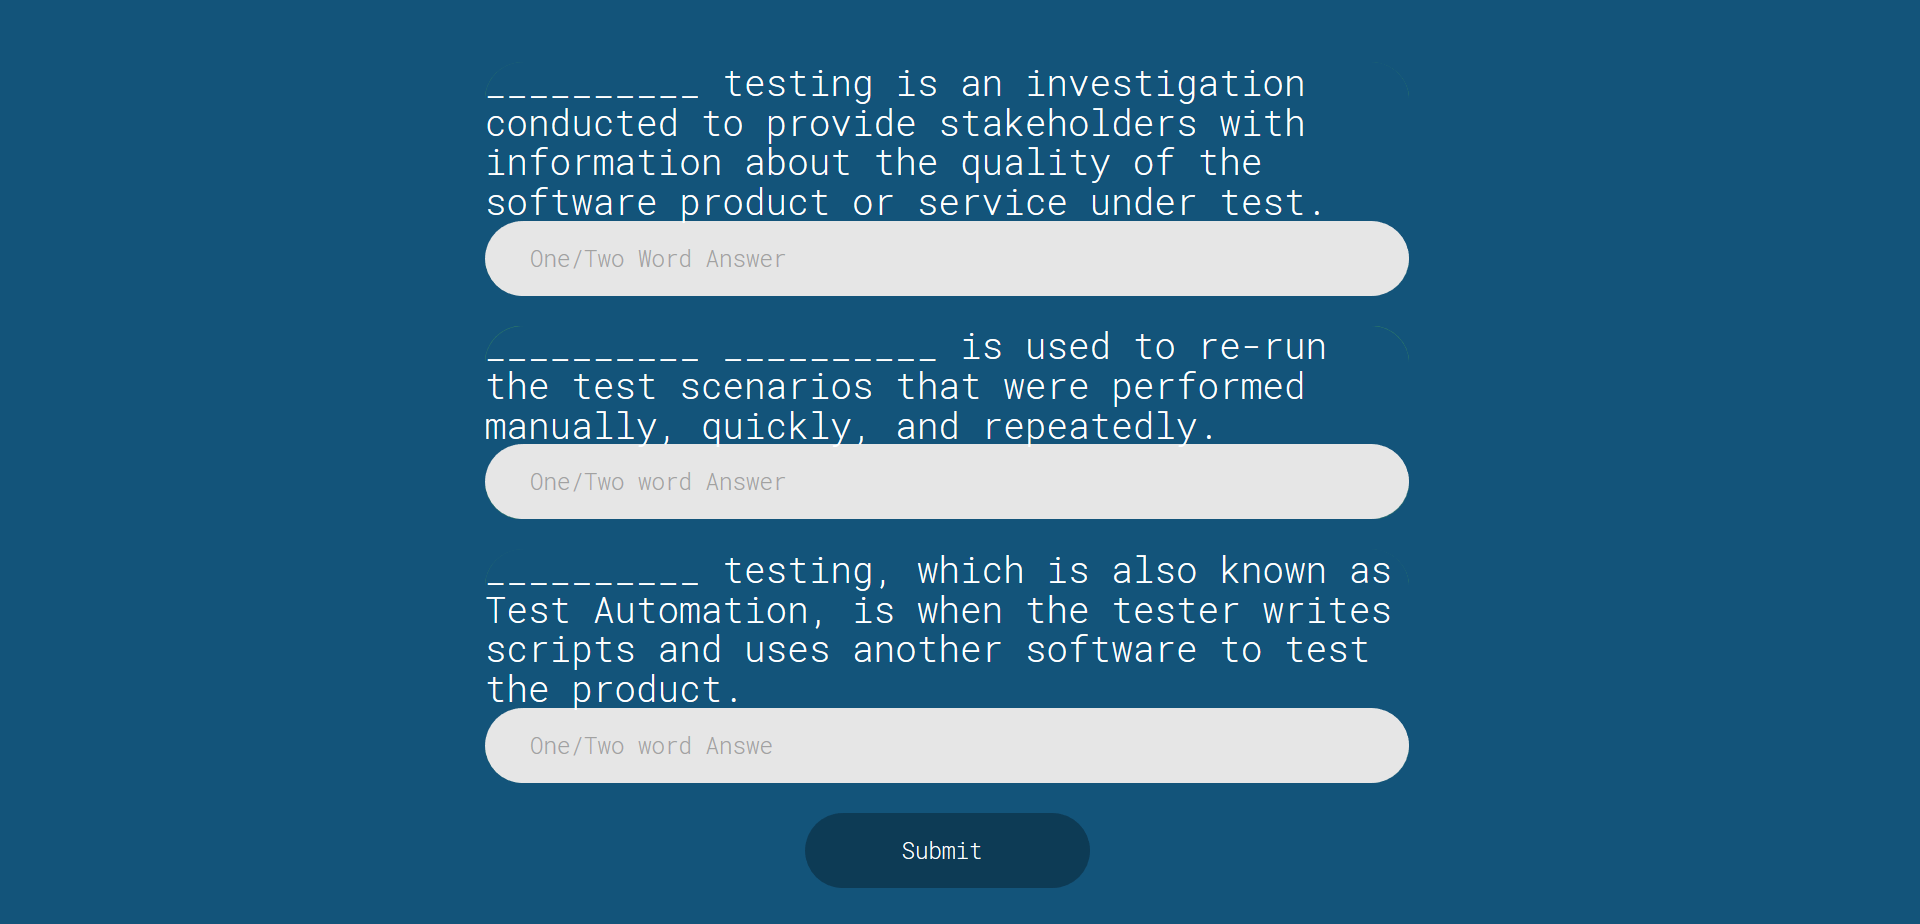 __________ testing is an investigation
conducted to provide stakeholders with
information about the quality of the
software product or service under test.
One/Two Word Answer
__________ __________ is used to re-run
the test scenarios that were performed
manually, quickly, and repeatedly.
One/Two word Answer
__________ testing, which is also known as
Test Automation, is when the tester writes
scripts and uses another software to test
the product.
One/Two word Answe
Submit